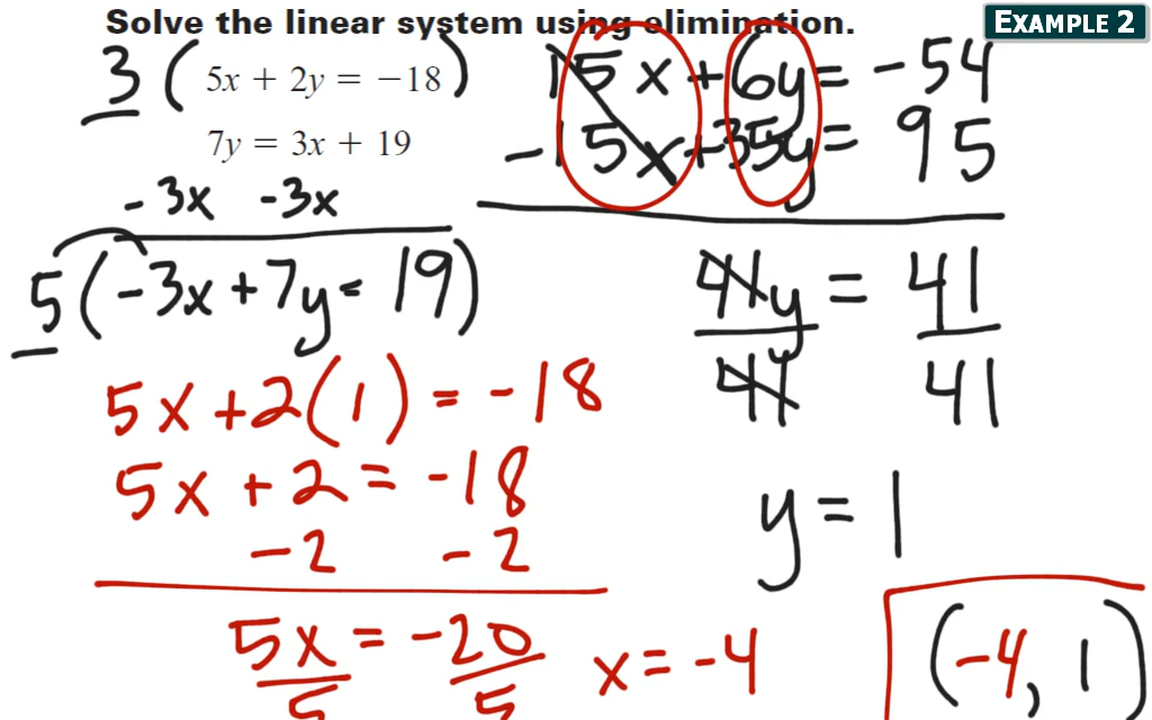 Solve the linear system using elimination.
EXAMPLE 2
3 ( 5x + 2y = −18 )
7y = 3x + 19
- 3x -3x
5 ( -3x + 7y = 19 )
15x + 6y = -54
-15x + 35y = 95
41y = 41
41 41
y = 1
5x + 2(1) = -18
5x + 2 = -18
-2 -2
5x = -20
5 5
x = -4
(-4, 1)